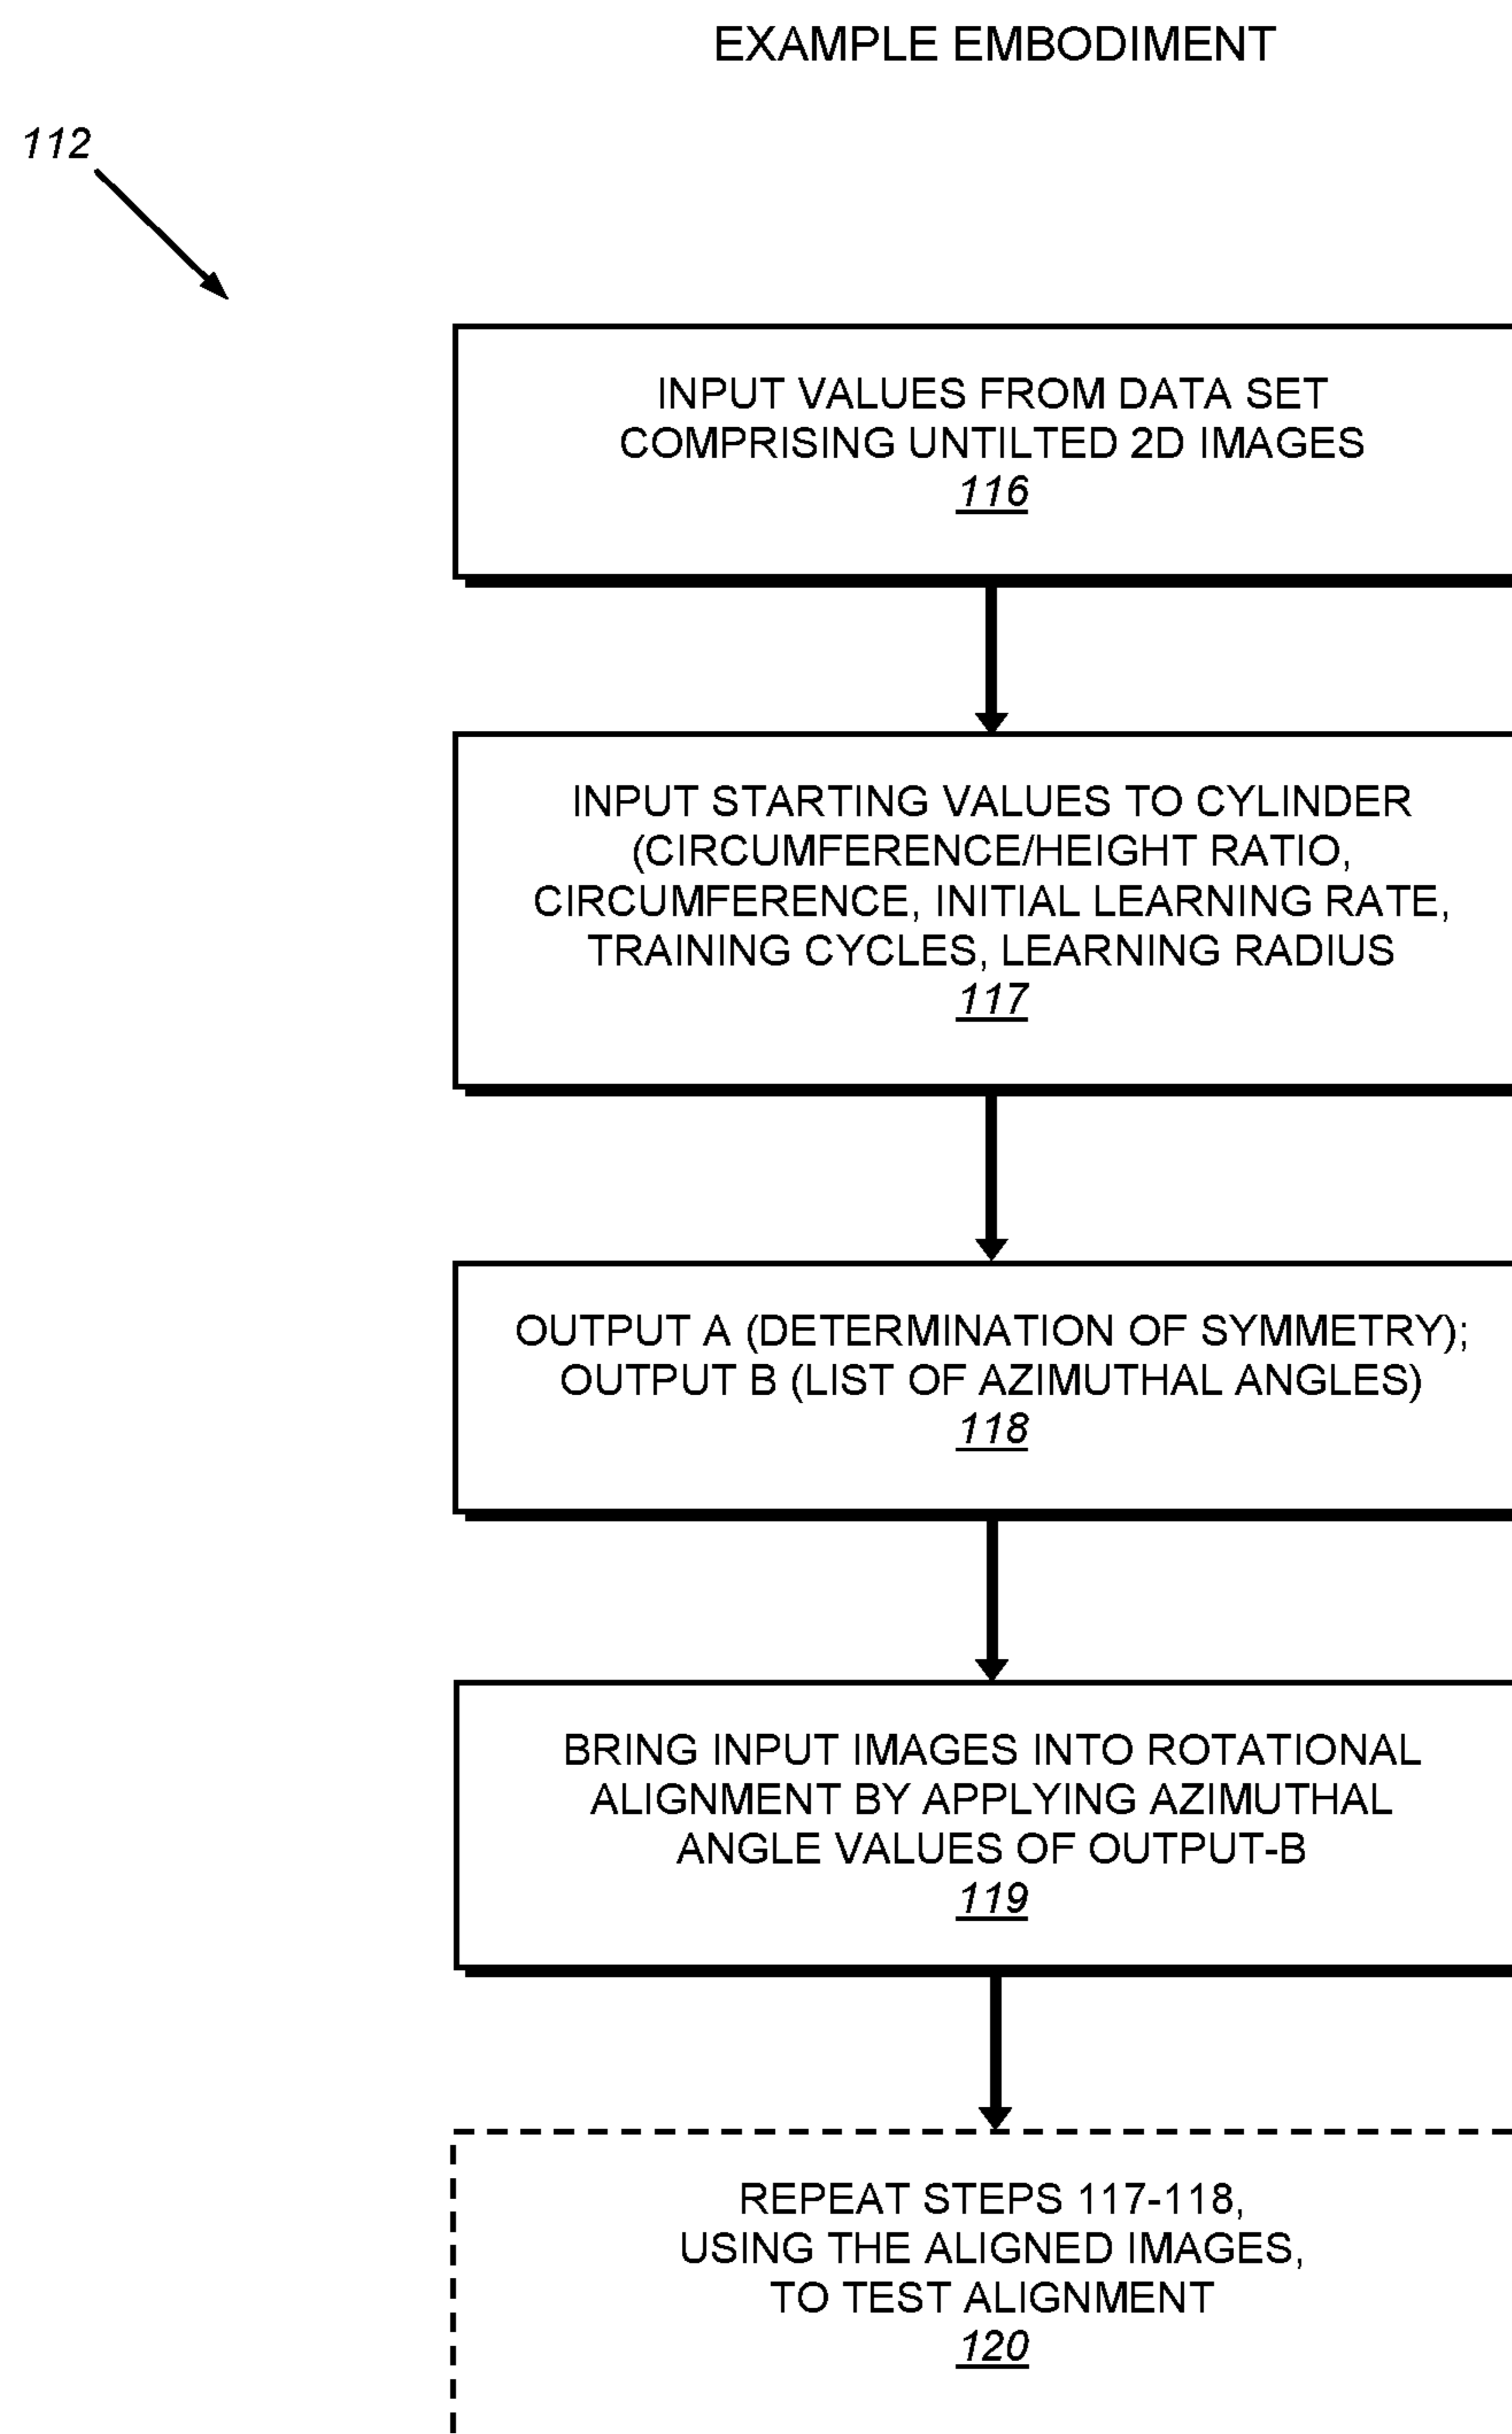 EXAMPLE EMBODIMENT
112
INPUT VALUES FROM DATA SET
COMPRISING UNTILTED 2D IMAGES
116
INPUT STARTING VALUES TO CYLINDER
(CIRCUMFERENCE/HEIGHT RATIO,
CIRCUMFERENCE, INITIAL LEARNING RATE,
TRAINING CYCLES, LEARNING RADIUS
117
OUTPUT A (DETERMINATION OF SYMMETRY);
OUTPUT B (LIST OF AZIMUTHAL ANGLES)
118
BRING INPUT IMAGES INTO ROTATIONAL
ALIGNMENT BY APPLYING AZIMUTHAL
ANGLE VALUES OF OUTPUT-B
119
REPEAT STEPS 117-118,
USING THE ALIGNED IMAGES,
TO TEST ALIGNMENT
120